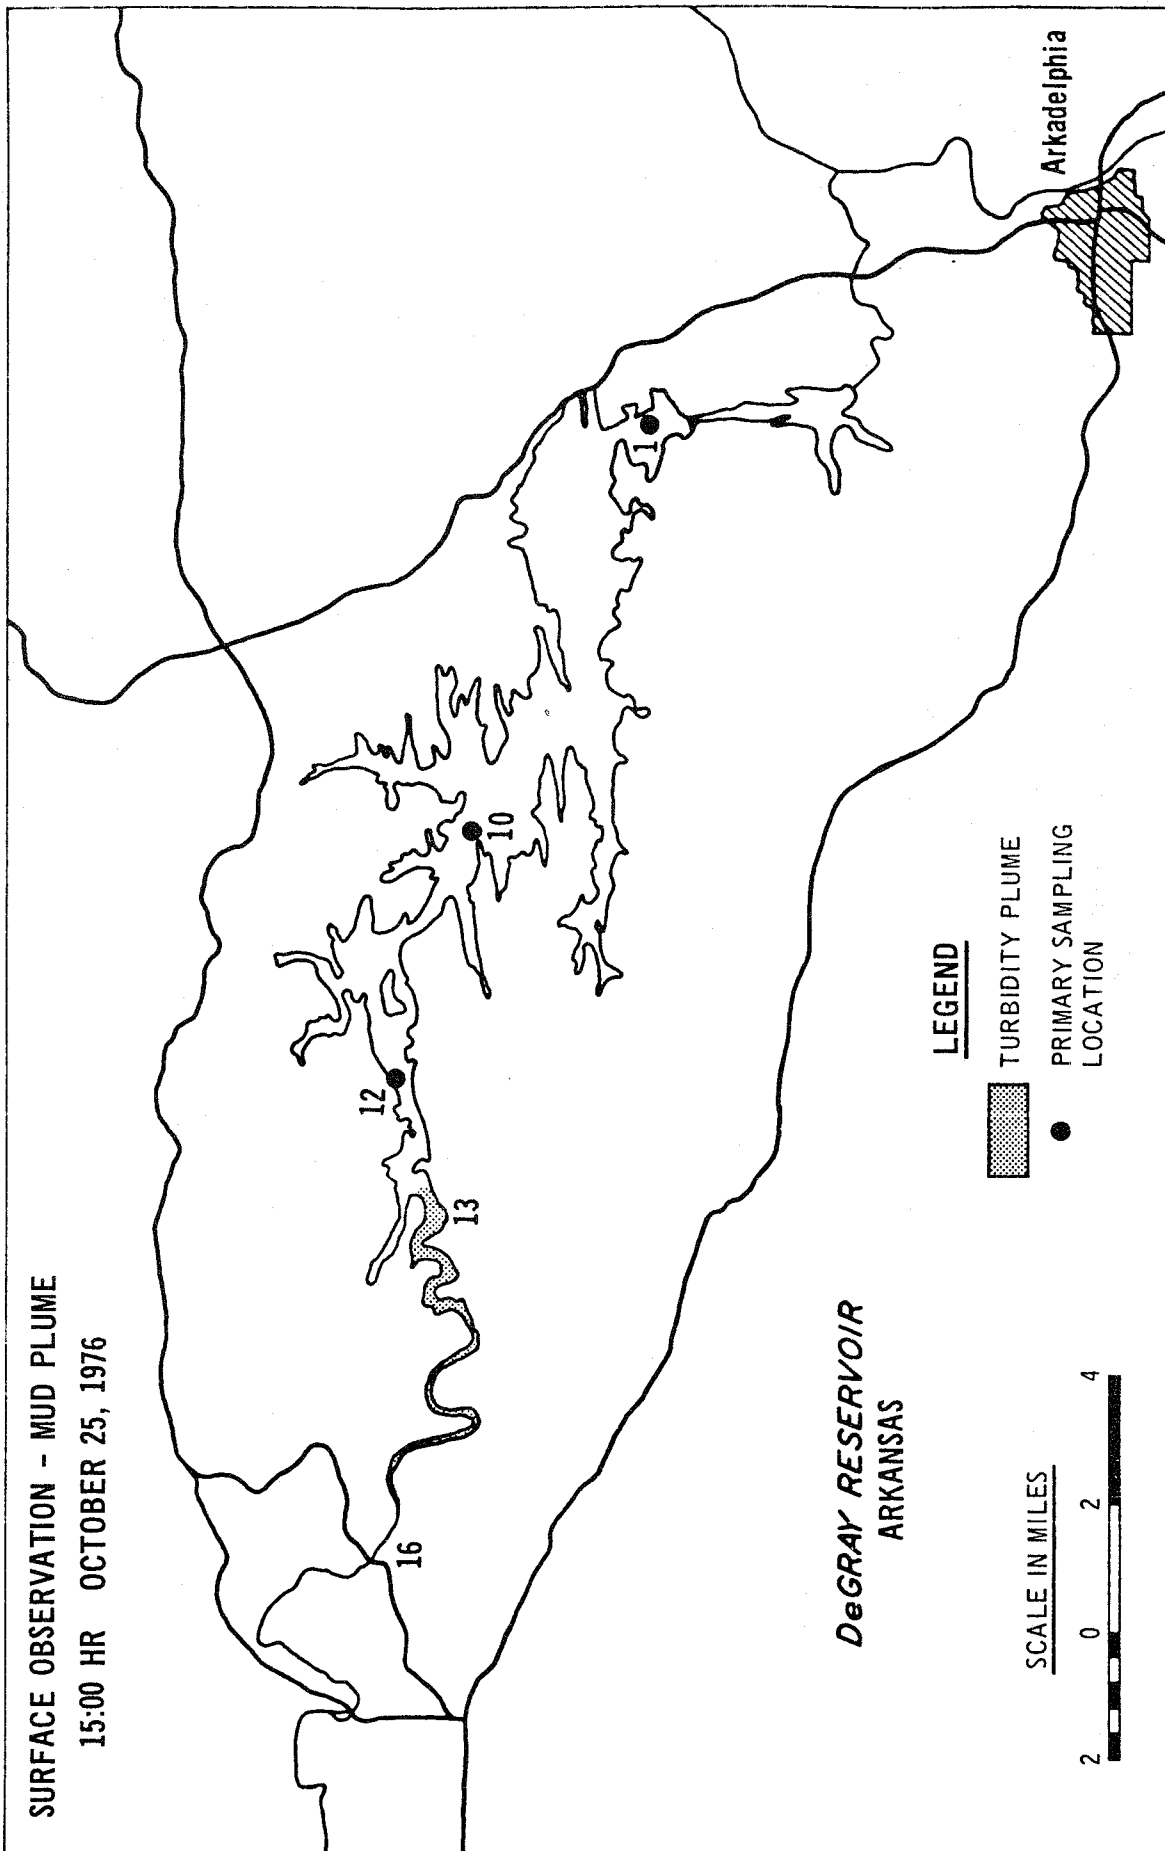 SURFACE OBSERVATION - MUD PLUME
15:00 HR OCTOBER 25, 1976
Arkadelphia
1
10
12
13
16
LEGEND
TURBIDITY PLUME
PRIMARY SAMPLING
LOCATION
DeGRAY RESERVOIR
ARKANSAS
SCALE IN MILES
2 0 2 4